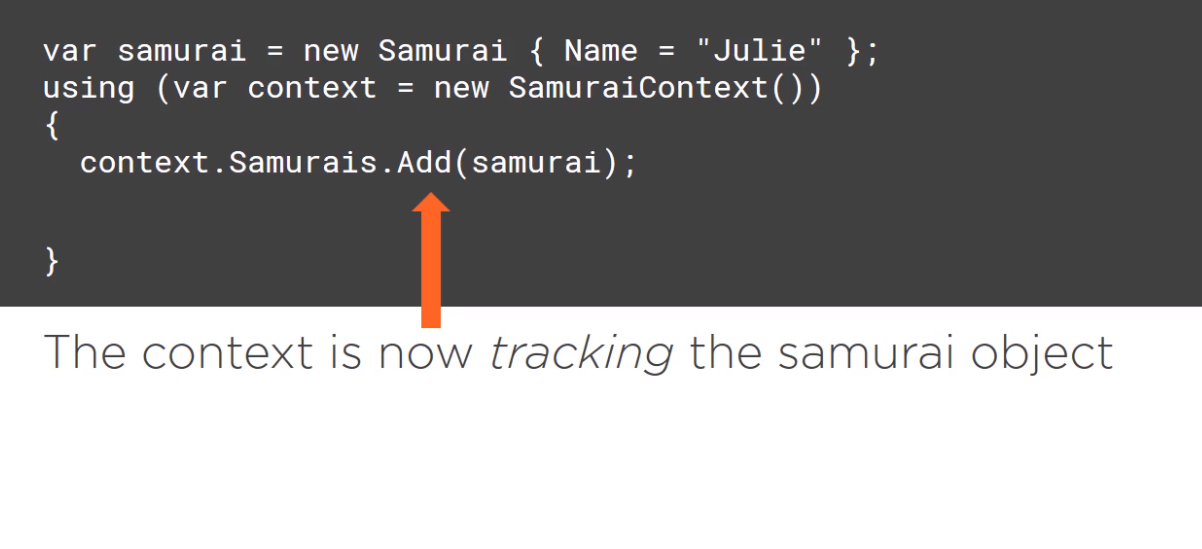 var samurai = new Samurai { Name = "Julie" };
using (var context = new SamuraiContext())
{
  context.Samurais.Add(samurai);
}
The context is now tracking the samurai object